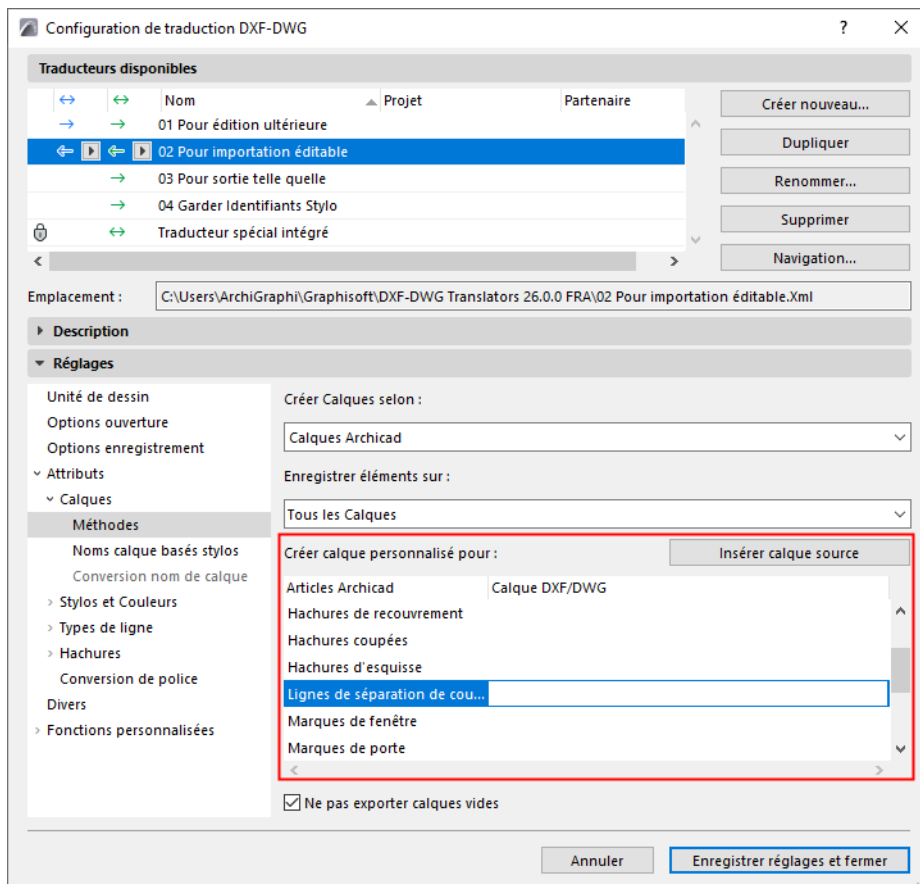 Configuration de traduction DXF-DWG
Traducteurs disponibles
Nom Projet Partenaire
01 Pour édition ultérieure
02 Pour importation éditable
03 Pour sortie telle quelle
04 Garder Identifiants Stylo
Traducteur spécial intégré
Créer nouveau...
Dupliquer
Renommer...
Supprimer
Navigation...
Emplacement : C:\Users\ArchiGraphi\Graphisoft\DXF-DWG Translators 26.0.0 FRA\02 Pour importation éditable.Xml
Description
Réglages
Unité de dessin
Options ouverture
Options enregistrement
Attributs
Calques
Méthodes
Noms calque basés stylos
Conversion nom de calque
Stylos et Couleurs
Types de ligne
Hachures
Conversion de police
Divers
Fonctions personnalisées
Créer Calques selon :
Calques Archicad
Enregistrer éléments sur :
Tous les Calques
Créer calque personnalisé pour : Insérer calque source
Articles Archicad Calque DXF/DWG
Hachures de recouvrement
Hachures coupées
Hachures d'esquisse
Lignes de séparation de cou...
Marques de fenêtre
Marques de porte
Ne pas exporter calques vides
Annuler Enregistrer réglages et fermer